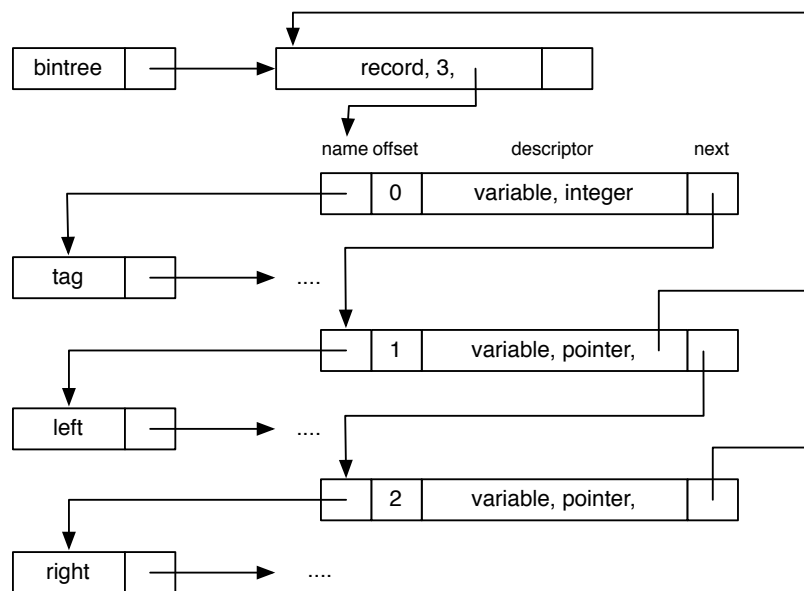 bintree record, 3,
name offset descriptor next
0 variable, integer
tag ....
1 variable, pointer,
left ....
2 variable, pointer,
right ....